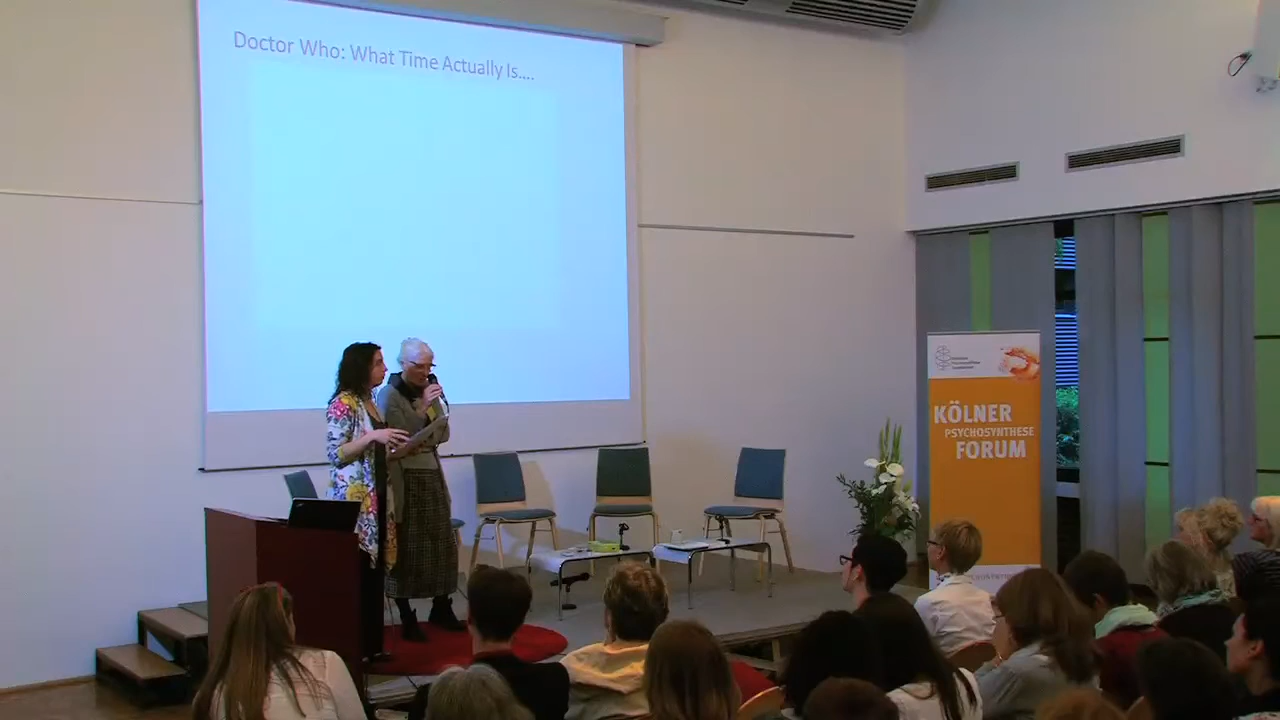 Doctor Who: What Time Actually Is....
KÖLNER
PSYCHOSYNTHESE
FORUM